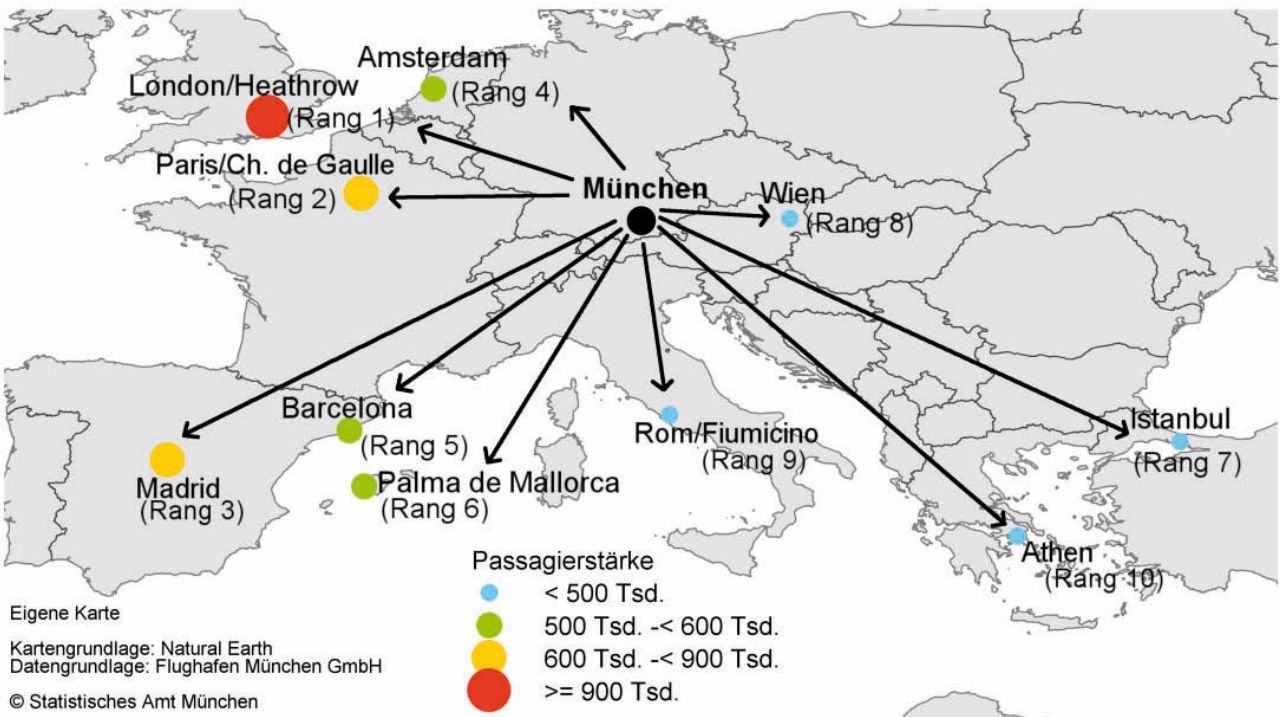 Amsterdam
(Rang 4)
London/Heathrow
(Rang 1)
Paris/Ch. de Gaulle
(Rang 2)
München
Wien
(Rang 8)
Barcelona
(Rang 5)
Istanbul
(Rang 7)
Rom/Fiumicino
(Rang 9)
Madrid
(Rang 3)
Palma de Mallorca
(Rang 6)
Athen
(Rang 10)
Passagierstärke
< 500 Tsd.
500 Tsd. -< 600 Tsd.
600 Tsd. -< 900 Tsd.
>= 900 Tsd.
Eigene Karte
Kartengrundlage: Natural Earth
Datengrundlage: Flughafen München GmbH
© Statistisches Amt München